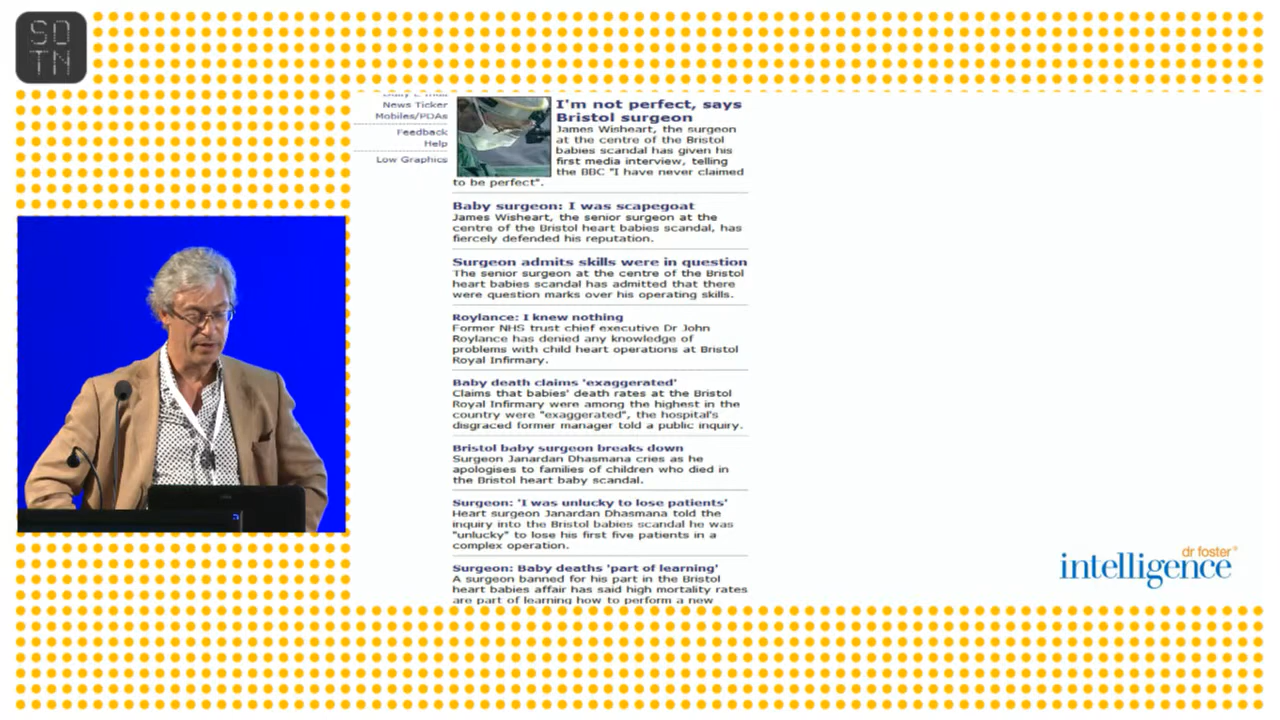 SO
TN
News Ticker
Mobiles/PDAs
Feedback
Help
Low Graphics
I'm not perfect, says
Bristol surgeon
James Wisheart, the surgeon
at the centre of the Bristol
babies scandal has given his
first media interview, telling
the BBC "I have never claimed
to be perfect".
Baby surgeon: I was scapegoat
James Wisheart, the senior surgeon at the
centre of the Bristol heart babies scandal, has
fiercely defended his reputation.
Surgeon admits skills were in question
The senior surgeon at the centre of the Bristol
heart babies scandal has admitted that there
were question marks over his operating skills.
Roylance: I knew nothing
Former NHS trust chief executive Dr John
Roylance has denied any knowledge of
problems with child heart operations at Bristol
Royal Infirmary.
Baby death claims 'exaggerated'
Claims that babies' death rates at the Bristol
Royal Infirmary were among the highest in the
country were "exaggerated", the hospital's
disgraced former manager told a public inquiry.
Bristol baby surgeon breaks down
Surgeon Janardan Dhasmana cries as he
apologises to families of children who died in
the Bristol heart baby scandal.
Surgeon: 'I was unlucky to lose patients'
Heart surgeon Janardan Dhasmana told the
inquiry into the Bristol babies scandal he was
"unlucky" to lose his first five patients in a
complex operation.
Surgeon: Baby deaths 'part of learning'
A surgeon banned for his part in the Bristol
heart babies affair has said high mortality rates
are part of learning how to perform a new
dr foster®
intelligence